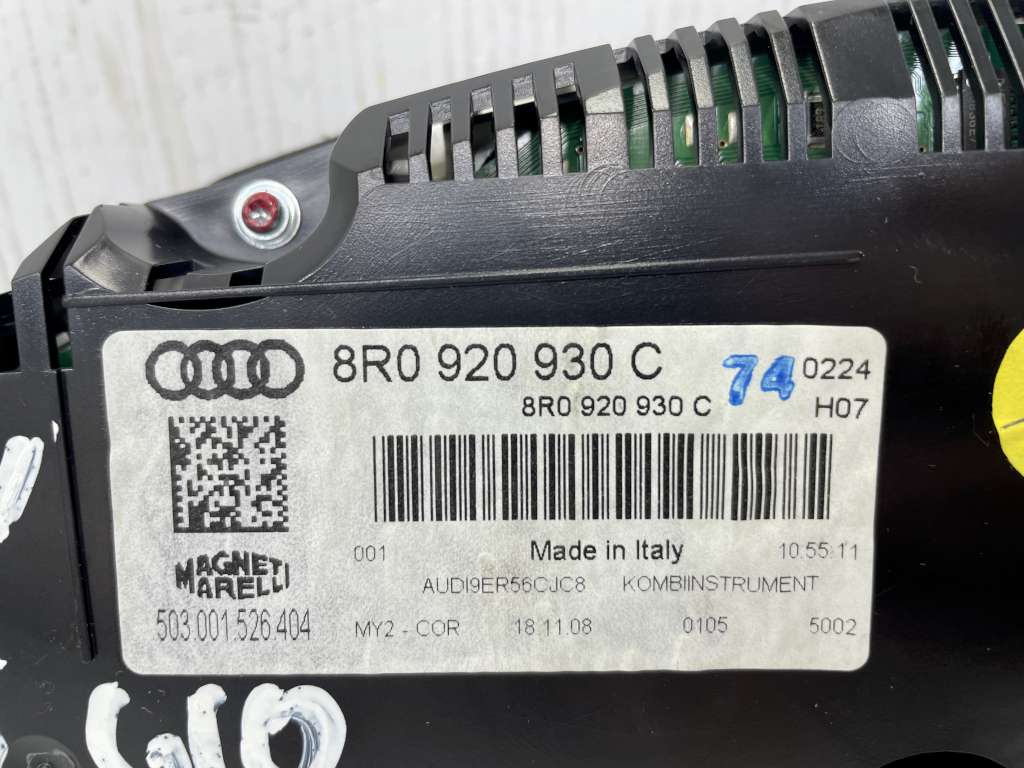 8R0 920 930 C
74
0224
8R0 920 930 C
H07
MAGNETI
MARELLI
503.001.526.404
001
Made in Italy
10:55:11
AUDI9ER56CJC8 KOMBIINSTRUMENT
MY2 - COR 18.11.08 0105 5002